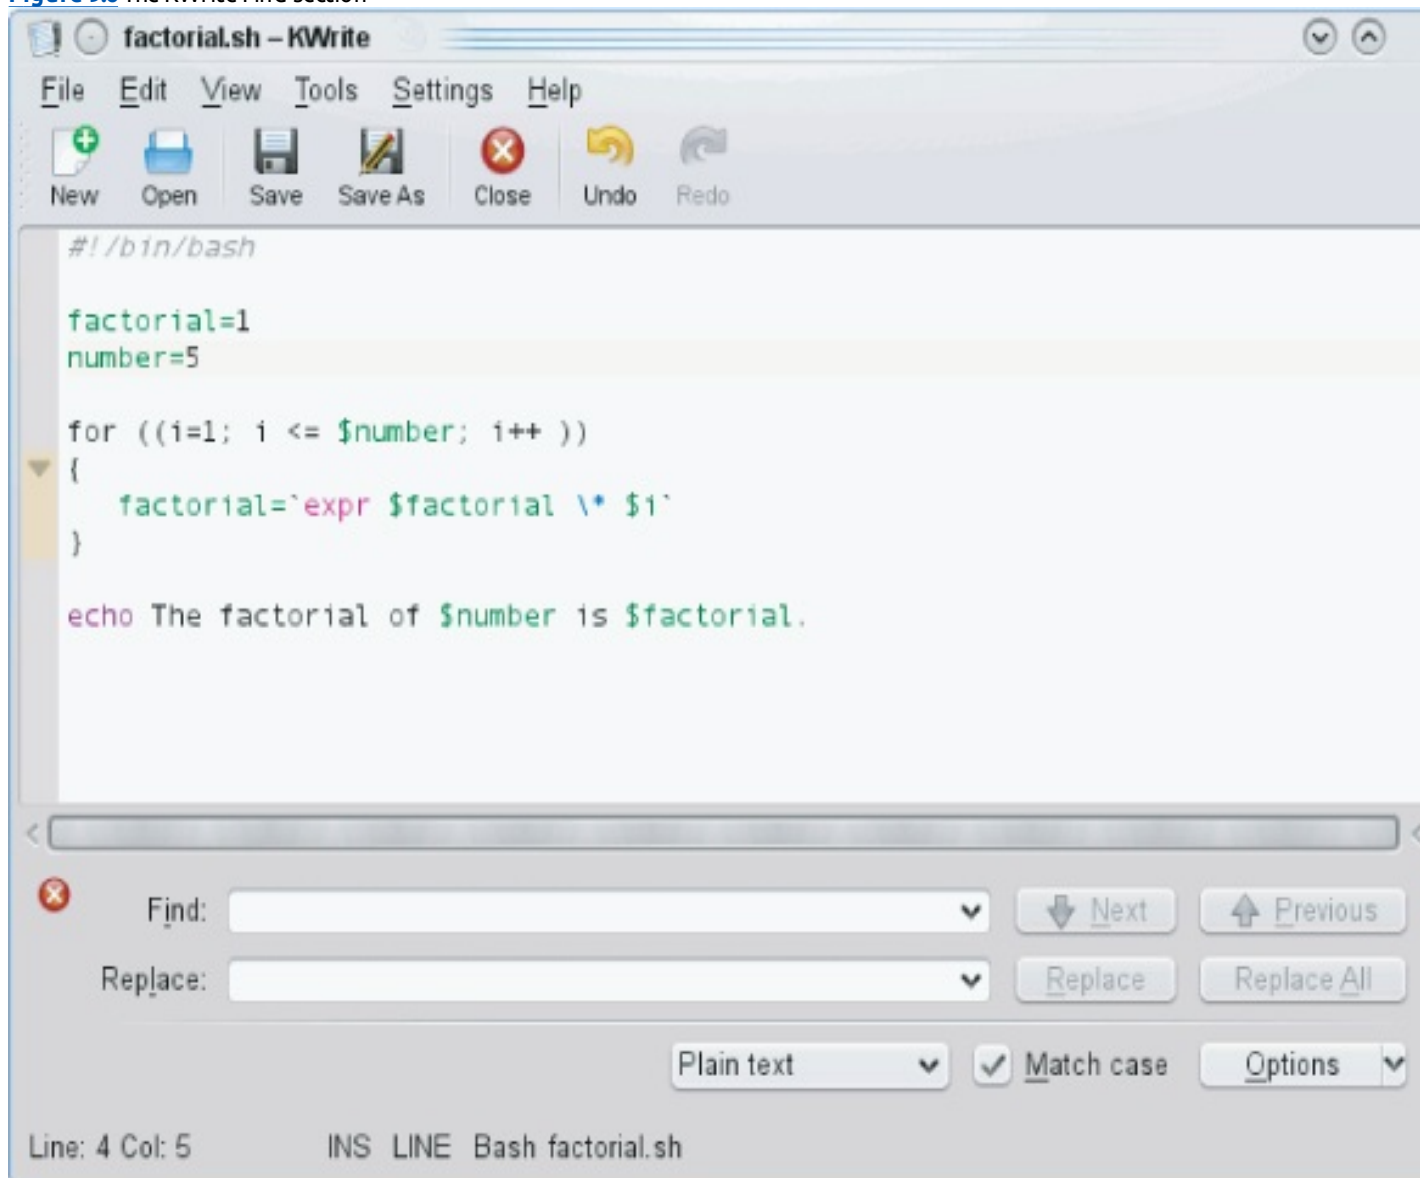 factorial.sh – KWrite
File Edit View Tools Settings Help
New Open Save Save As Close Undo Redo
#!/bin/bash
factorial=1
number=5
for ((i=1; i <= $number; i++ ))
{
factorial=`expr $factorial \* $i`
}
echo The factorial of $number is $factorial.
Find: Next Previous
Replace: Replace Replace All
Plain text Match case Options
Line: 4 Col: 5 INS LINE Bash factorial.sh